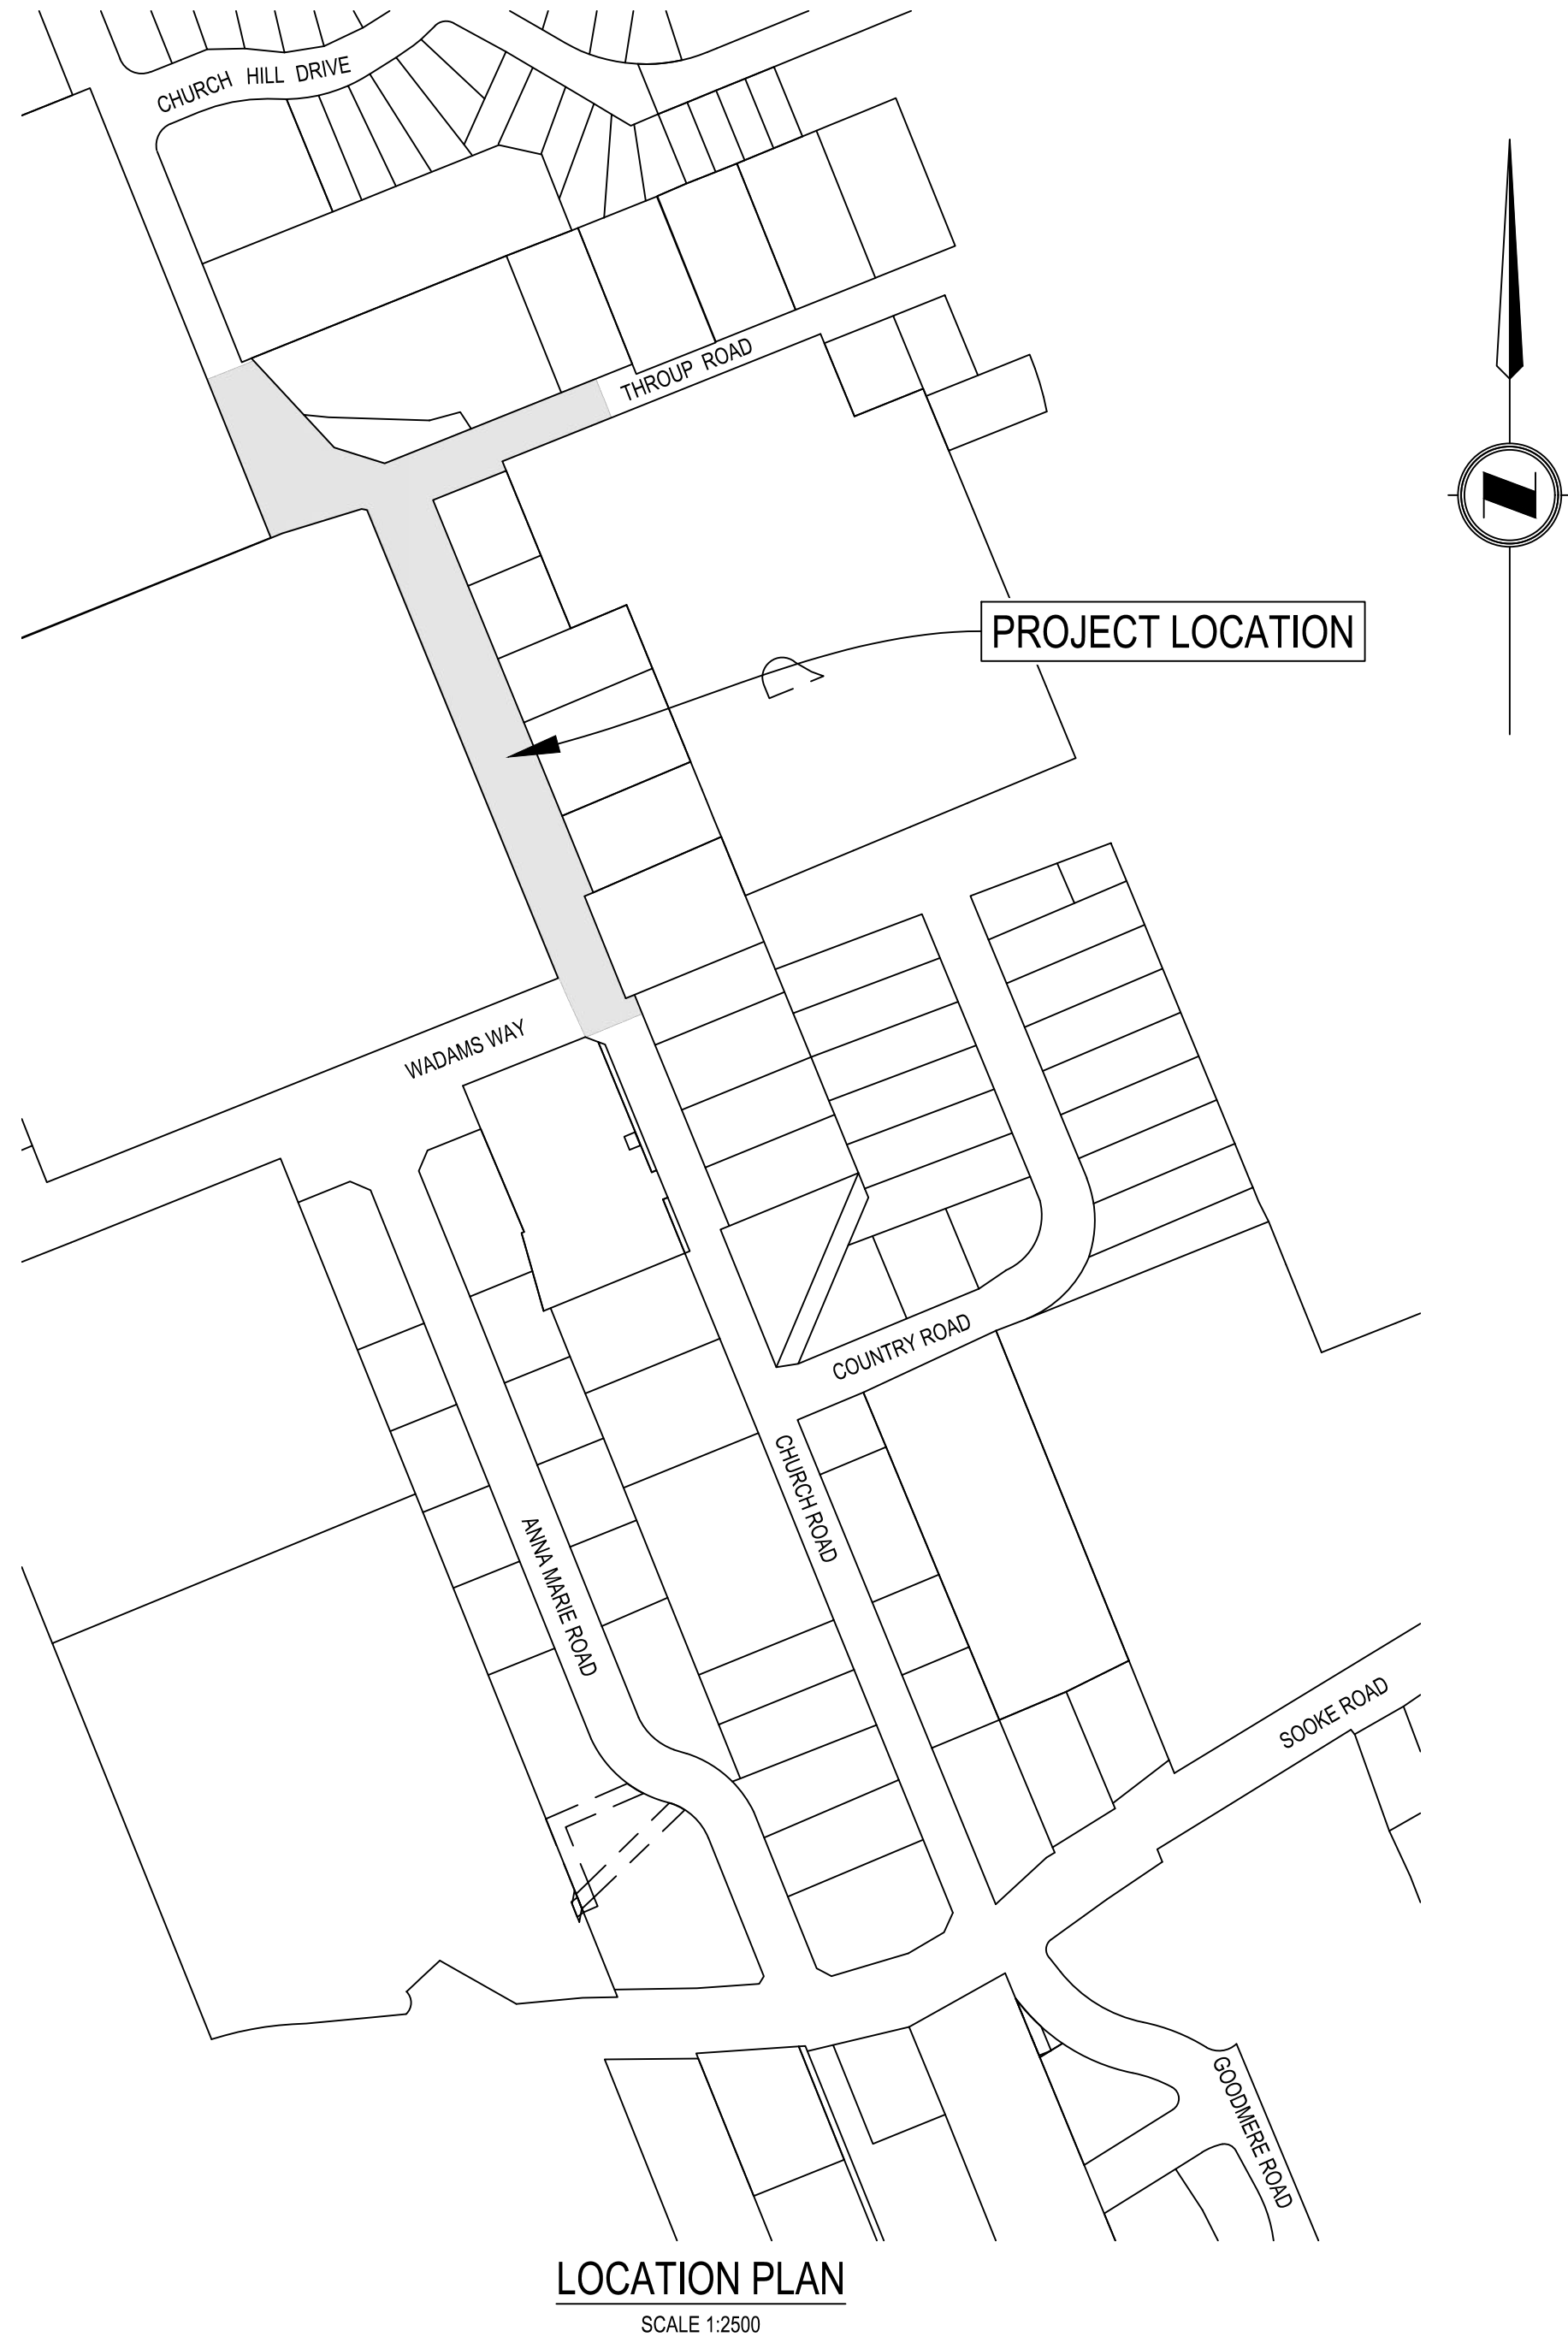 CHURCH HILL DRIVE
THROUP ROAD
PROJECT LOCATION
WADAMS WAY
COUNTRY ROAD
CHURCH ROAD
ANNA MARIE ROAD
SOOKE ROAD
GOODMERE ROAD
LOCATION PLAN
SCALE 1:2500